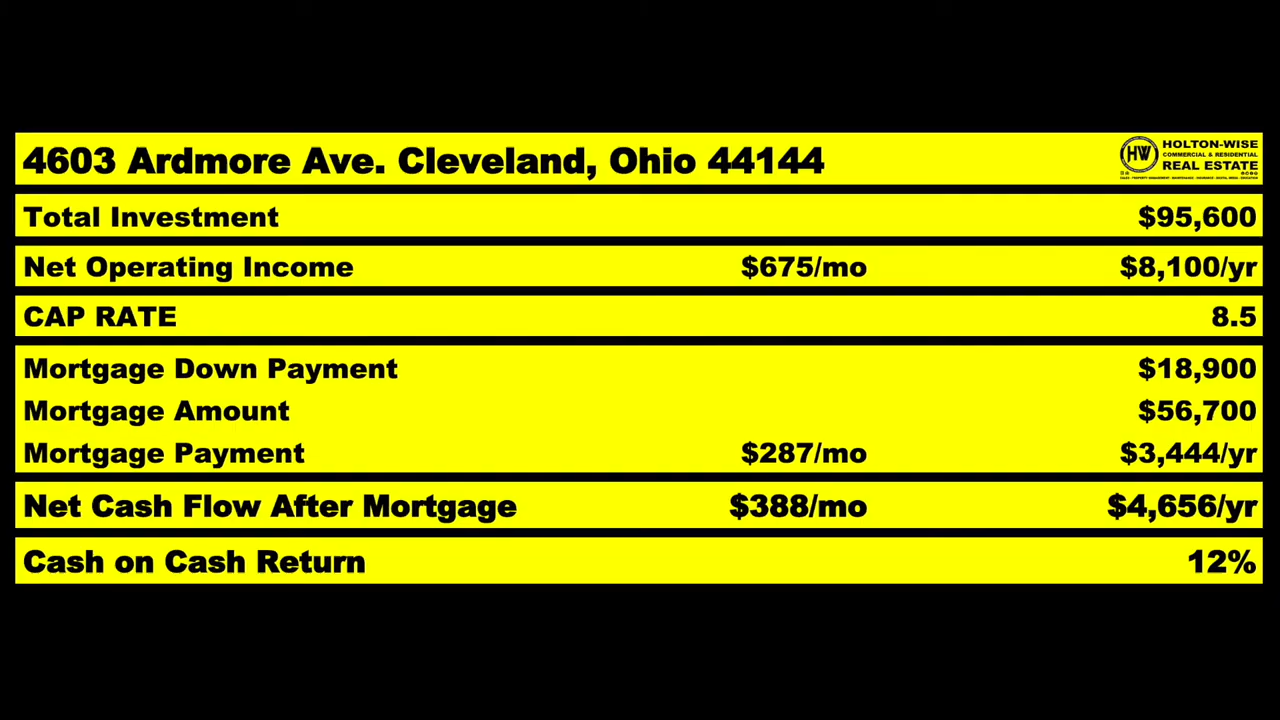 4603 Ardmore Ave. Cleveland, Ohio 44144
HW
HOLTON-WISE
COMMERCIAL & RESIDENTIAL
REAL ESTATE
Total Investment $95,600
Net Operating Income $675/mo $8,100/yr
CAP RATE 8.5
Mortgage Down Payment $18,900
Mortgage Amount $56,700
Mortgage Payment $287/mo $3,444/yr
Net Cash Flow After Mortgage $388/mo $4,656/yr
Cash on Cash Return 12%